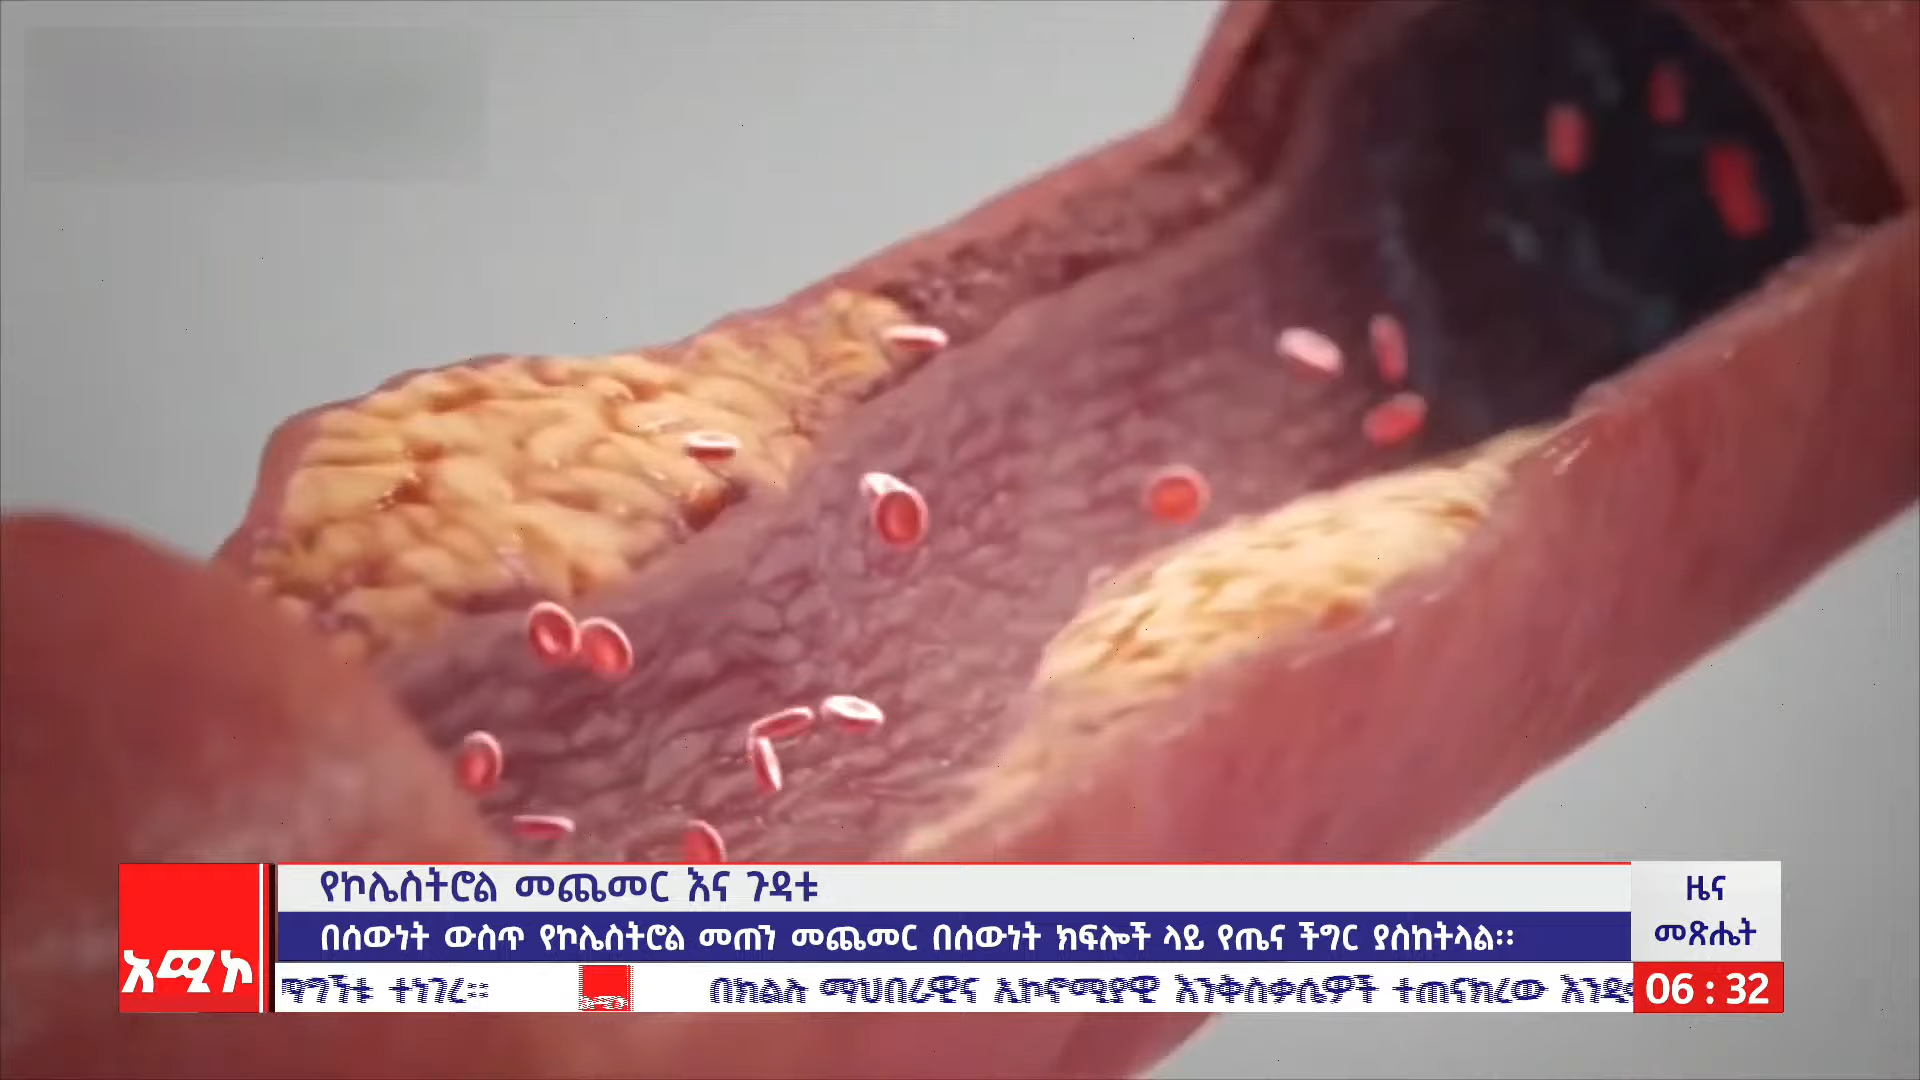 የኮሌስትሮል መጨመር እና ጉዳቱ
በሰውነት ውስጥ የኮሌስትሮል መጠን መጨመር በሰውነት ክፍሎች ላይ የጤና ችግር ያስከትላል።
ዜና
መጽሔት
አሚኮ
ማግኘቱ ተነገረ። በክልሉ ማህበራዊና ኢኮኖሚያዊ እንቅስቃሴዎች ተጠናክረው
06 : 32